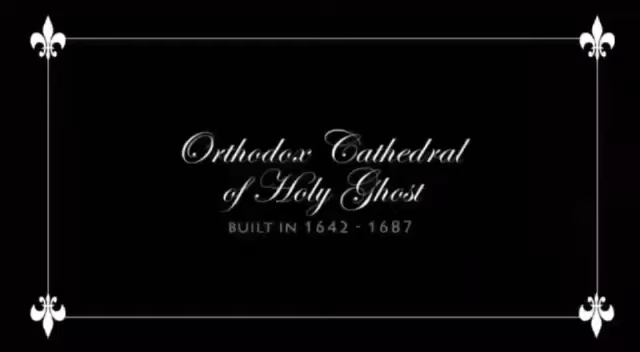 Orthodox Cathedral
of Holy Ghost
BUILT IN 1642 - 1687